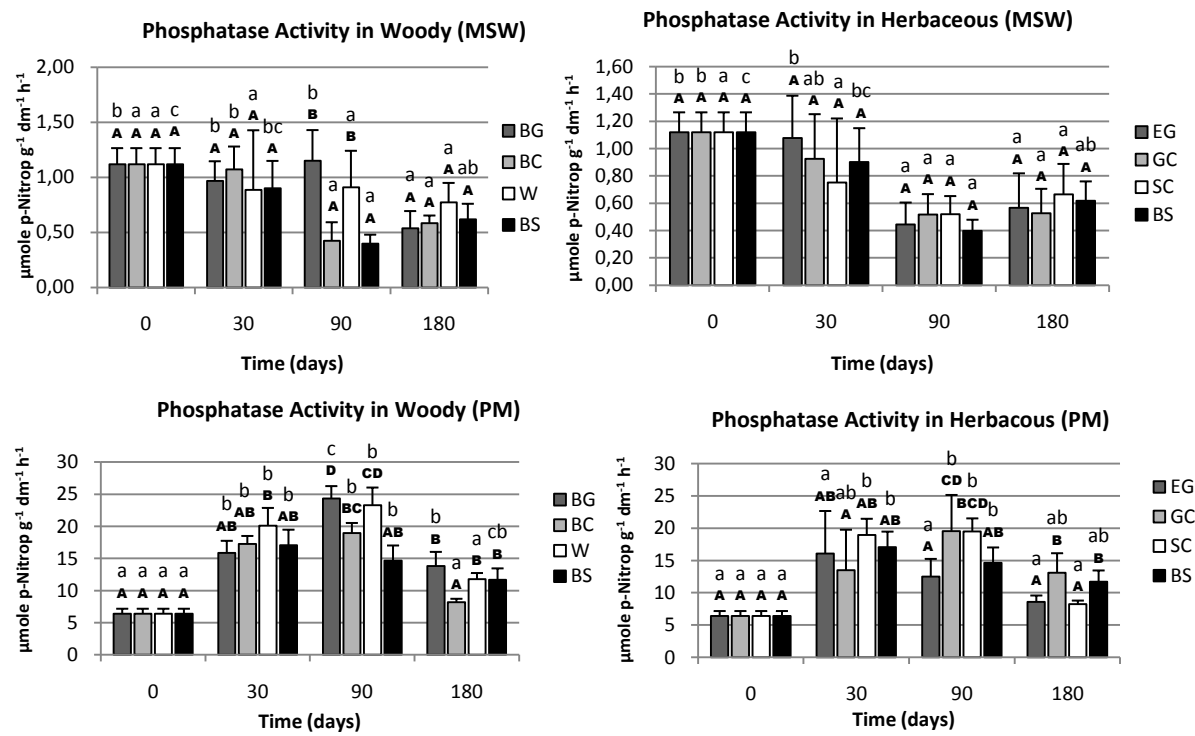 Phosphatase Activity in Woody (MSW)
µmole p-Nitrop g⁻¹ dm⁻¹ h⁻¹
2,00
1,50
1,00
0,50
0,00
b a a c
A A A A
b b a bc
A A A A
b a a a
B A B A
a a a ab
A A A A
0 30 90 180
Time (days)
BG
BC
W
BS
Phosphatase Activity in Herbaceous (MSW)
µmole p-Nitrop g⁻¹ dm⁻¹ h⁻¹
1,60
1,40
1,20
1,00
0,80
0,60
0,40
0,20
0,00
b b a c
A A A A
b ab a bc
A A A A
a a a a
A A A A
a a a ab
A A A A
0 30 90 180
Time (days)
EG
GC
SC
BS
Phosphatase Activity in Woody (PM)
µmole p-Nitrop g⁻¹ dm⁻¹ h⁻¹
30
25
20
15
10
5
0
a a a a
A A A A
b b b b
AB AB B AB
c b b b
D BC CD AB
b a a cb
B A B B
0 30 90 180
Time (days)
BG
BC
W
BS
Phosphatase Activity in Herbacous (PM)
µmole p-Nitrop g⁻¹ dm⁻¹ h⁻¹
30
25
20
15
10
5
0
a a a a
A A A A
a ab b b
AB A AB AB
a b b b
A CD BCD AB
a ab a ab
A B A B
0 30 90 180
Time (days)
EG
GC
SC
BS